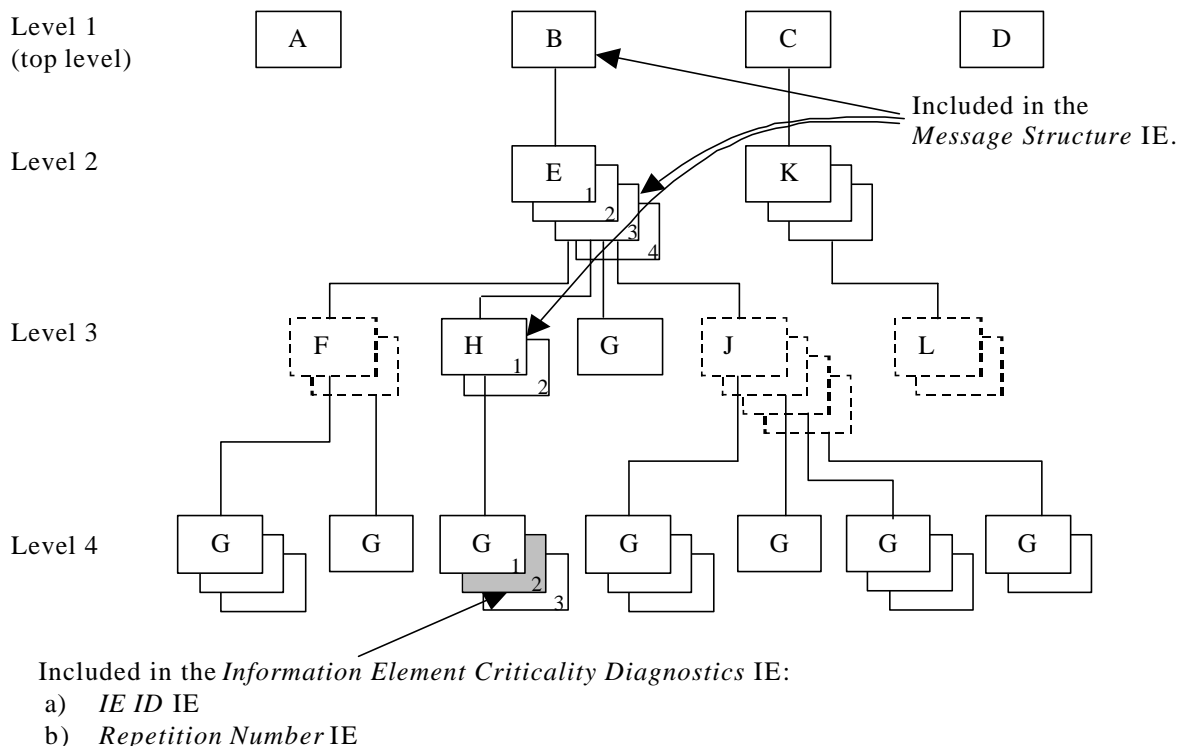 Level 1
(top level)
A
B
C
D
Included in the
Message Structure IE.
Level 2
E
1
2
3
4
K
Level 3
F
H
1
2
G
J
L
Level 4
G
G
G
1
2
3
G
G
G
G
Included in the Information Element Criticality Diagnostics IE:
a) IE ID IE
b) Repetition Number IE